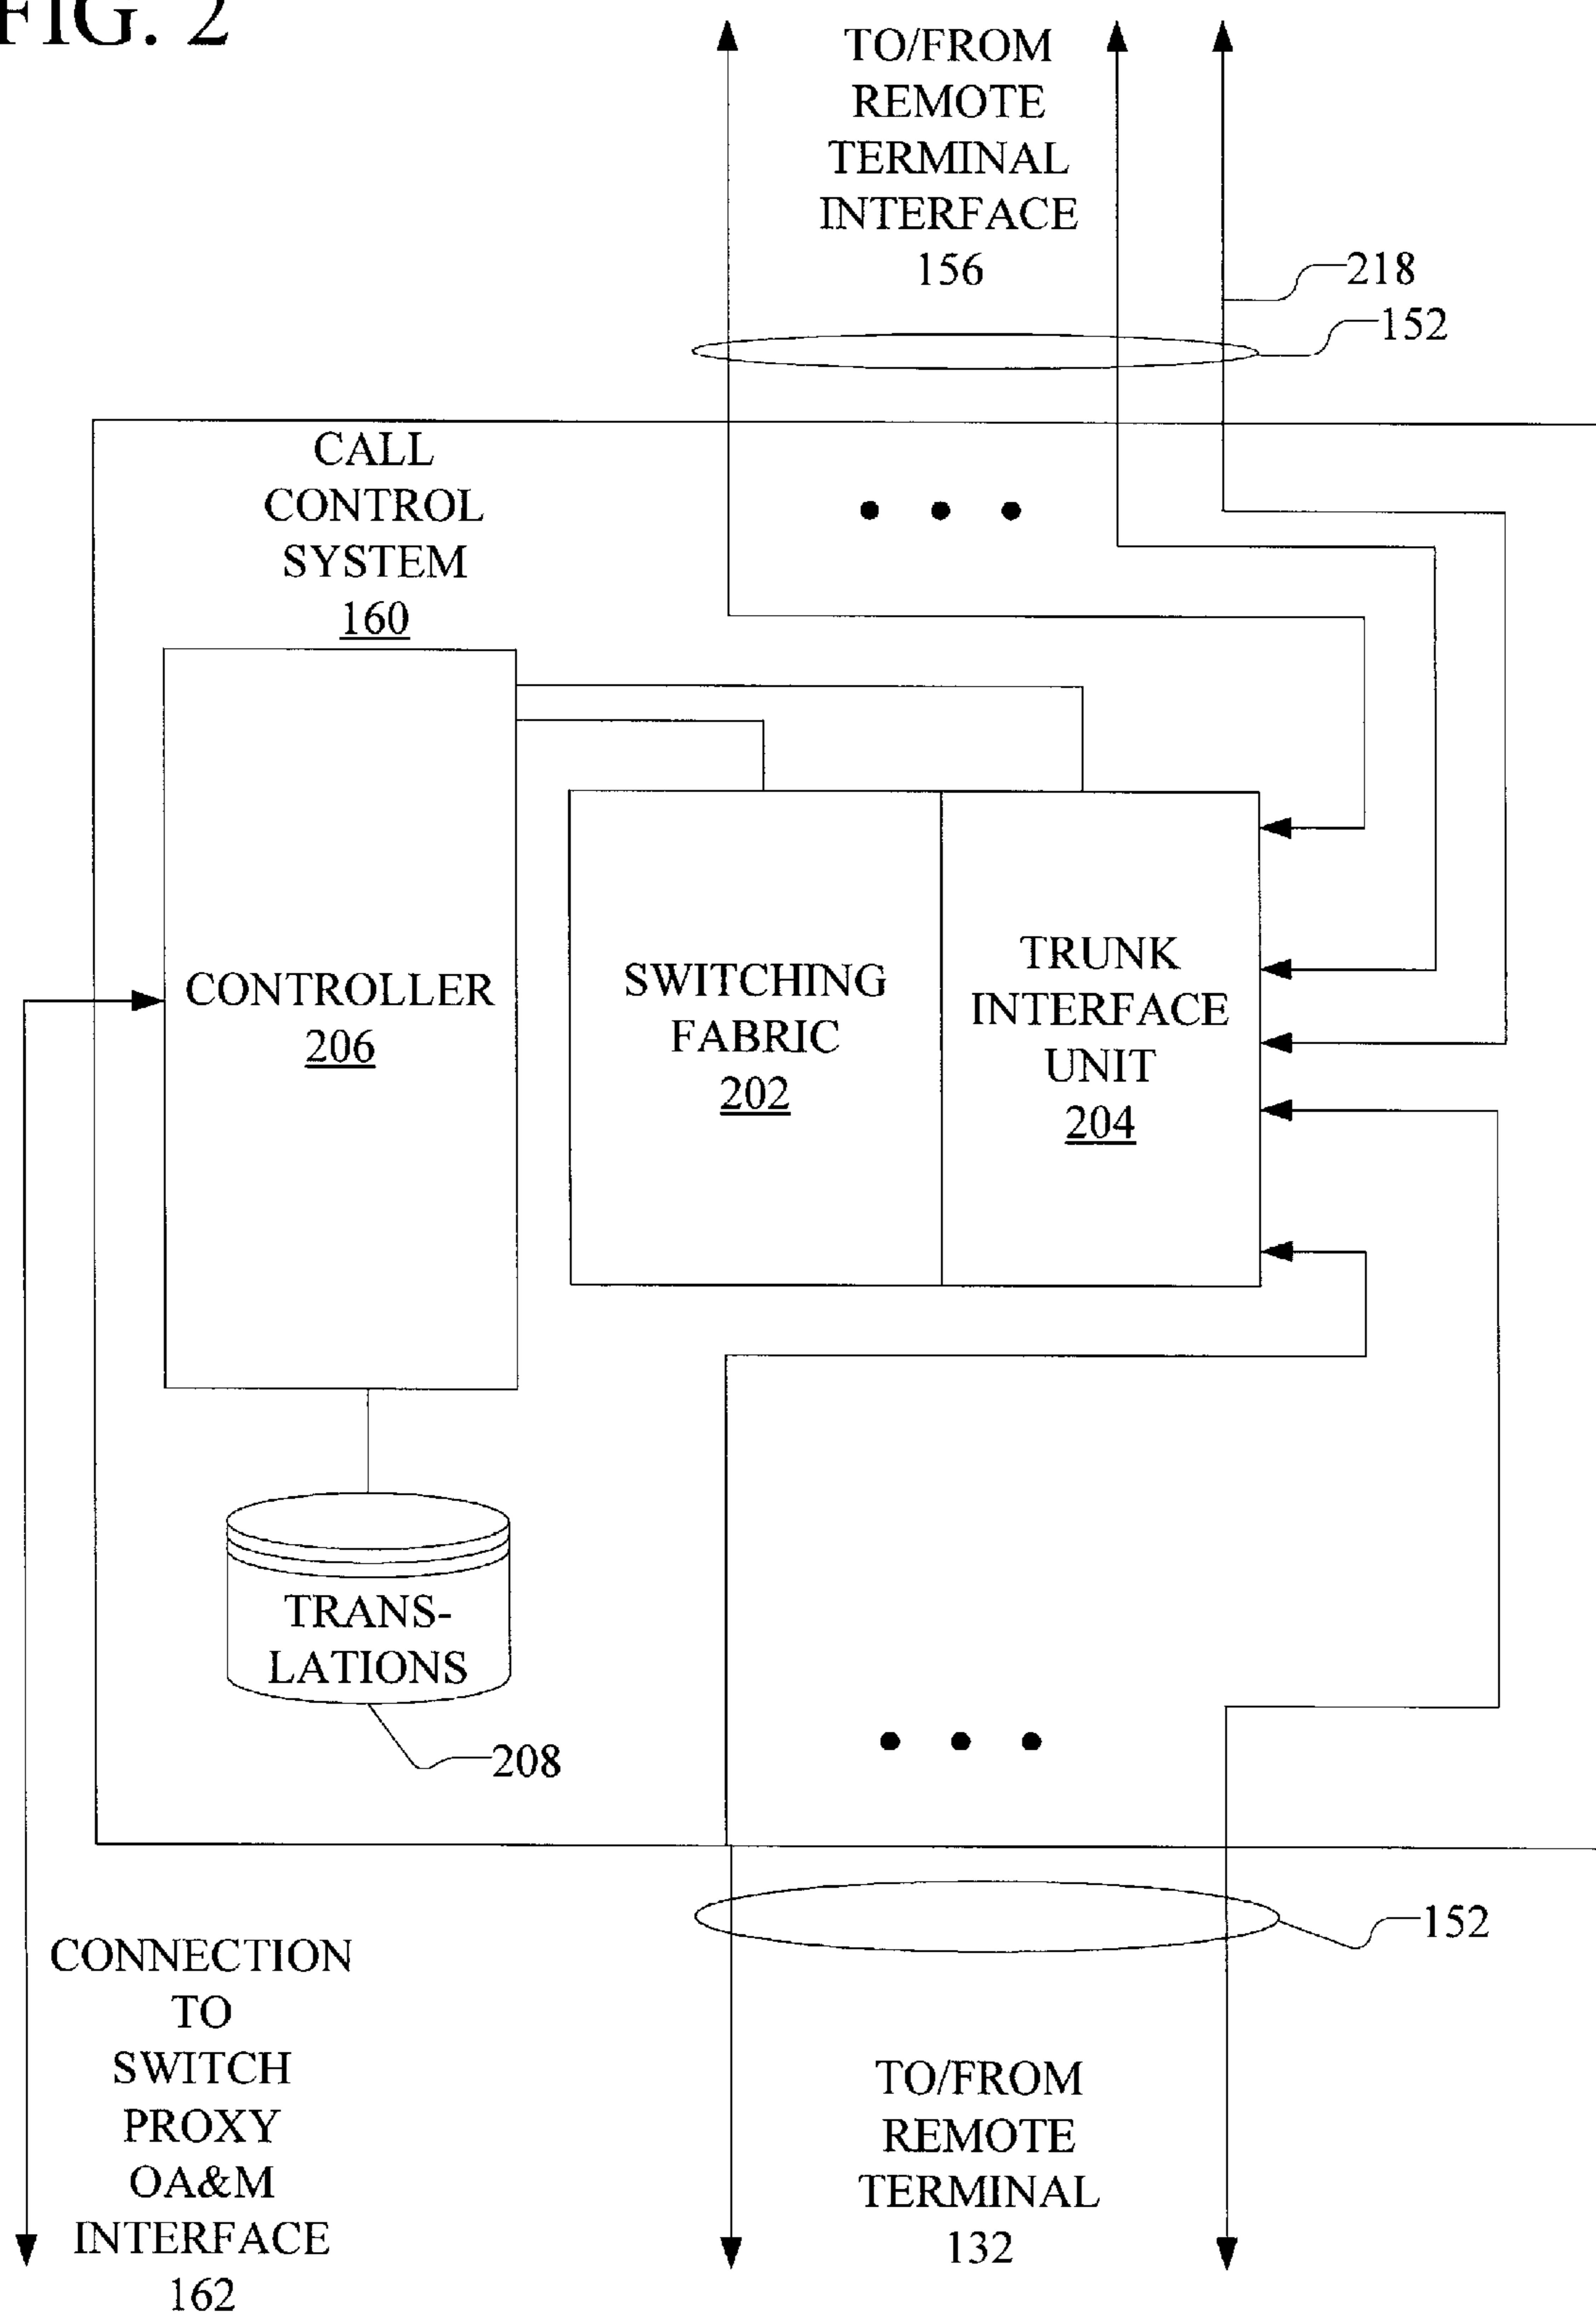 FIG. 2
TO/FROM
REMOTE
TERMINAL
INTERFACE
156
218
152
CALL
CONTROL
SYSTEM
160
CONTROLLER
206
SWITCHING
FABRIC
202
TRUNK
INTERFACE
UNIT
204
TRANS-
LATIONS
208
152
CONNECTION
TO
SWITCH
PROXY
OA&M
INTERFACE
162
TO/FROM
REMOTE
TERMINAL
132